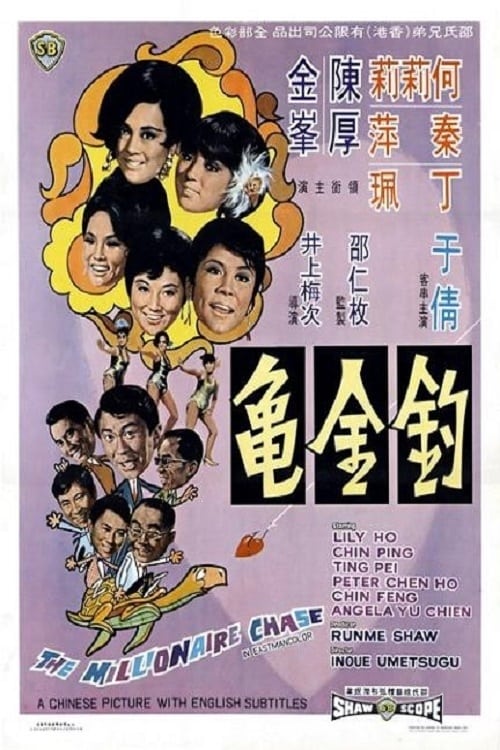 邵氏兄弟(香港)有限公司出品 全部彩色
SB
何莉莉
秦萍
丁珮
陳厚
金峯
領銜主演
于倩
客串主演
邵仁枚
監製
井上梅次
導演
釣金亀
Starring
LILY HO
CHIN PING
TING PEI
PETER CHEN HO
CHIN FENG
ANGELA YU CHIEN
Producer
RUNME SHAW
Director
INOUE UMETSUGU
THE MILLIONAIRE CHASE
IN EASTMANCOLOR
A CHINESE PICTURE WITH ENGLISH SUBTITLES
SHAW SB SCOPE